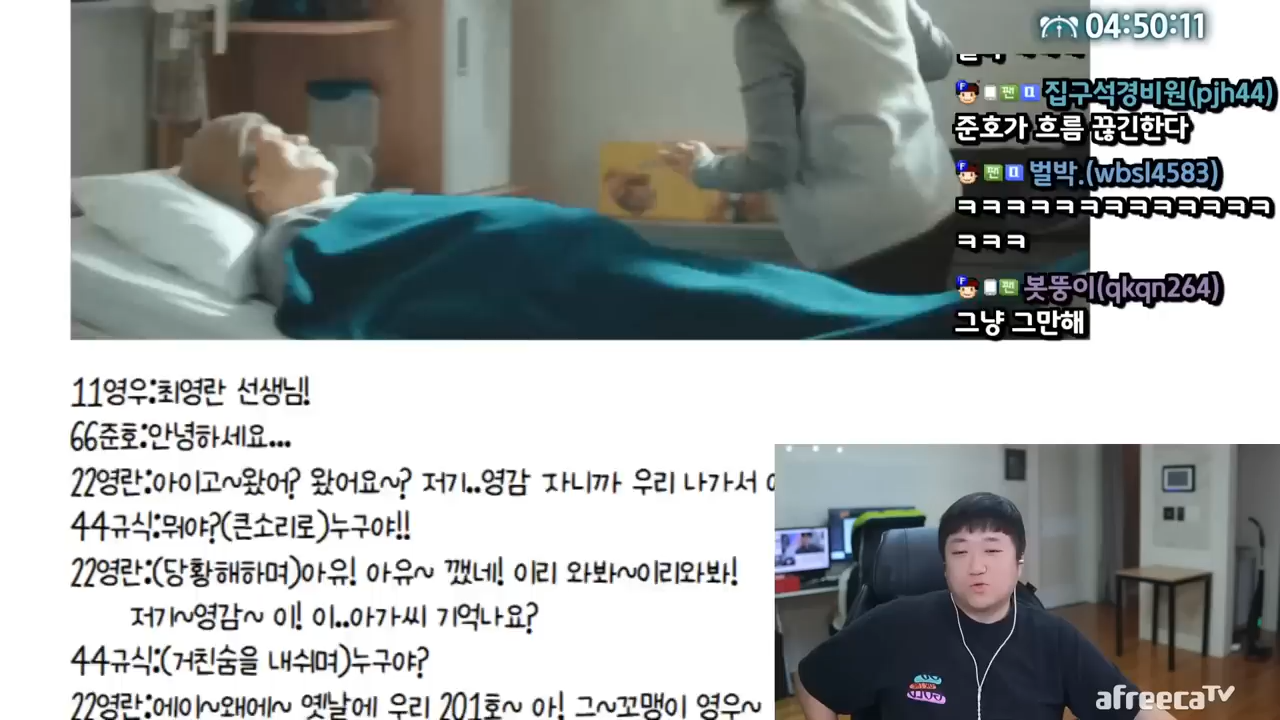 04:50:11
집구석경비원(pjh44)
준호가 흐름 끊긴한다
벌박.(wbsl4583)
ㅋㅋㅋㅋㅋㅋㅋㅋㅋㅋㅋㅋㅋ
ㅋㅋㅋ
봇뚱이(qkqn264)
그냥 그만해
11영우:최영란 선생님!
66준호:안녕하세요...
22영란:아이고~왔어? 왔어요~? 저기..영감 자니까 우리 나가서
44규식:뭐야?(큰소리로)누구야!!
22영란:(당황해하며)아유! 아유~ 깼네! 이리 와봐~이리와봐!
저기~영감~ 이! 이..아가씨 기억나요?
44규식:(거친숨을 내쉬며)누구야?
22영란:에이~왜에~ 옛날에 우리 201호~ 아! 그~꼬맹이 영우~
afreecaTV